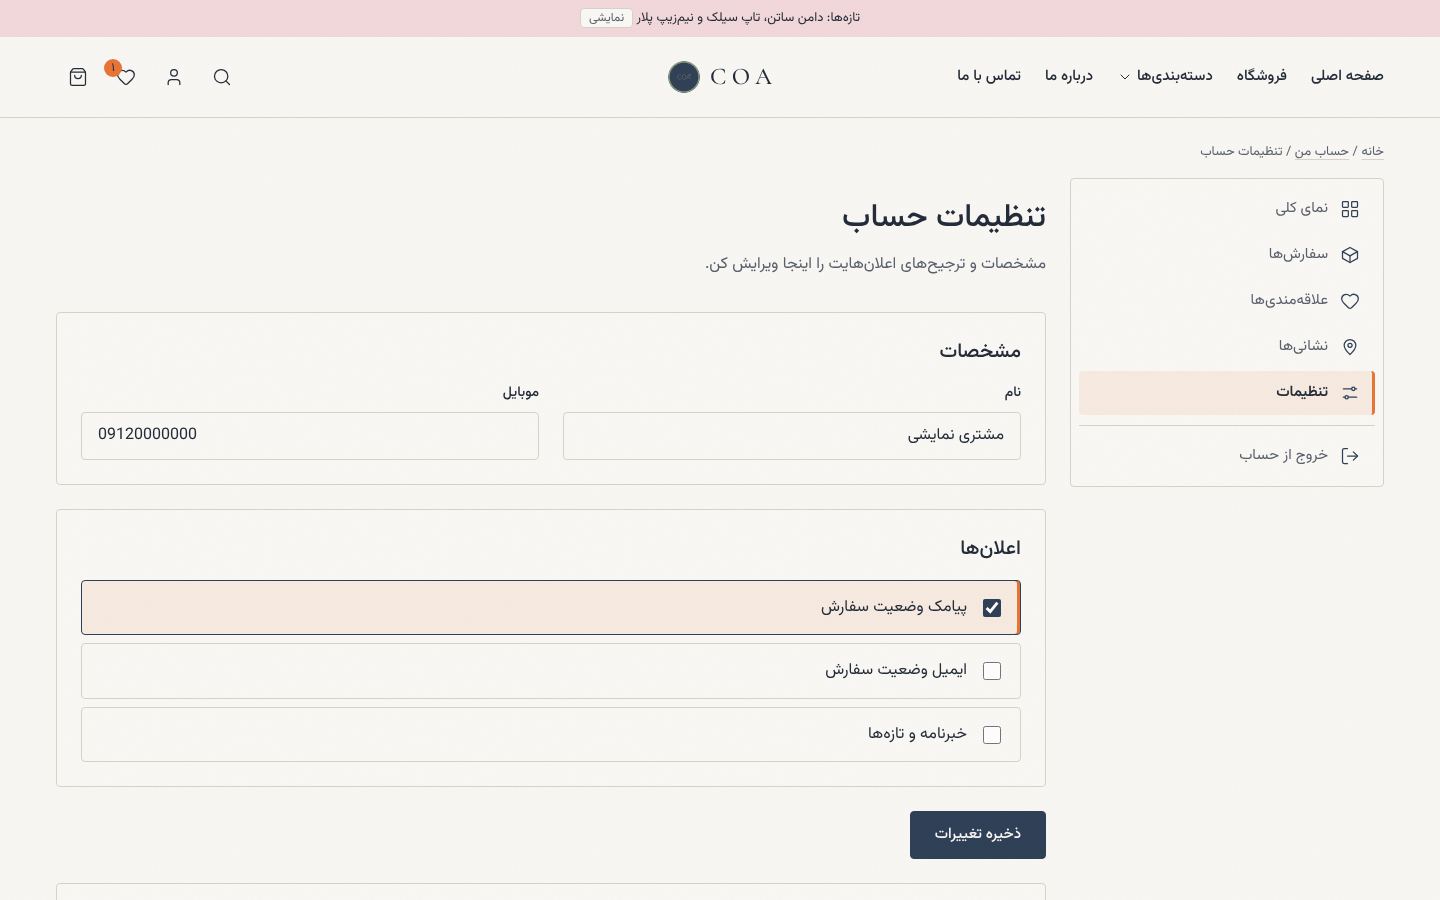 تازه‌ها: دامن ساتن، تاپ سیلک و نیم‌زیپ پلار نمایشی
صفحه اصلی
فروشگاه
دسته‌بندی‌ها
درباره ما
تماس با ما
COA
۱
خانه / حساب من / تنظیمات حساب
نمای کلی
سفارش‌ها
علاقه‌مندی‌ها
نشانی‌ها
تنظیمات
خروج از حساب
تنظیمات حساب
مشخصات و ترجیح‌های اعلان‌هایت را اینجا ویرایش کن.
مشخصات
نام
مشتری نمایشی
موبایل
09120000000
اعلان‌ها
پیامک وضعیت سفارش
ایمیل وضعیت سفارش
خبرنامه و تازه‌ها
ذخیره تغییرات